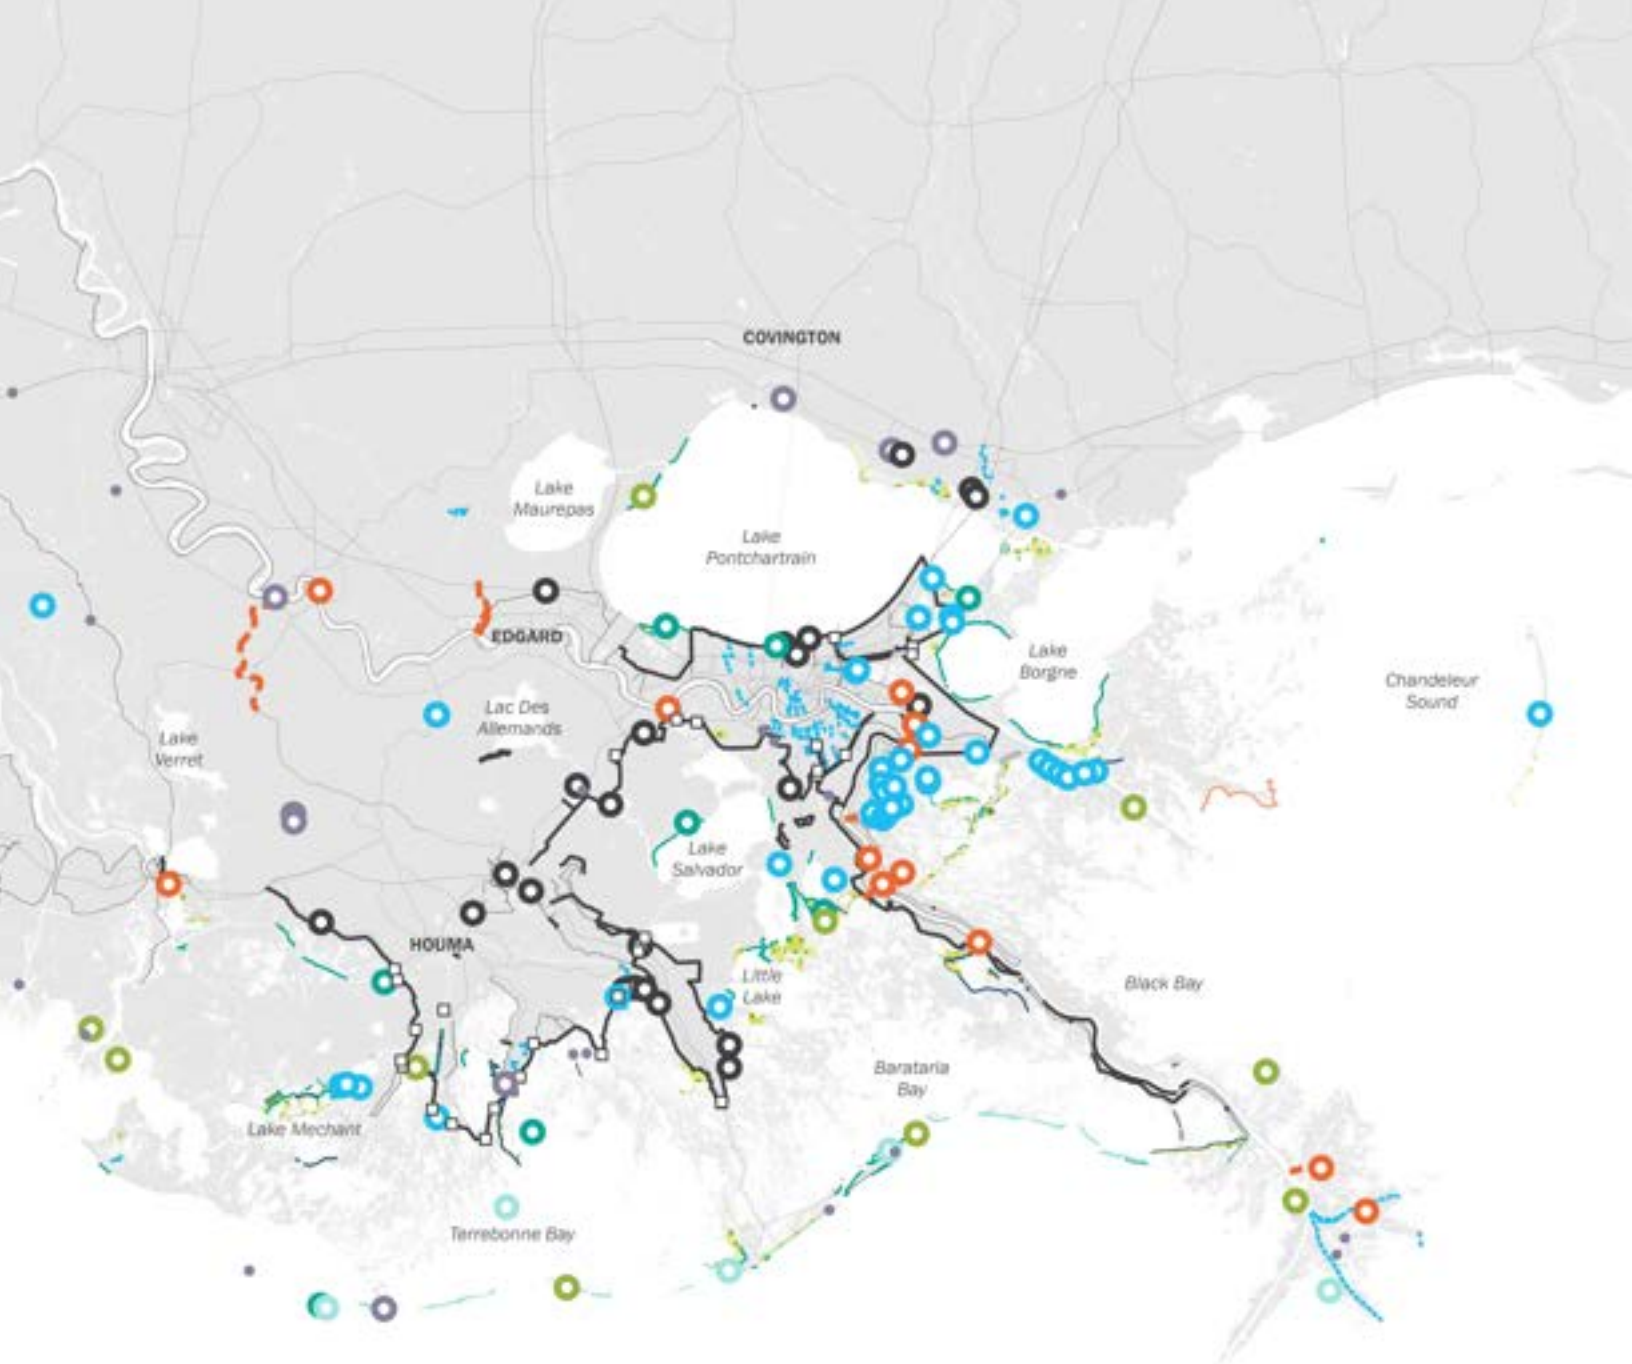 COVINGTON
Lake
Maurepas
Lake
Pontchartrain
EDGARD
Lake
Borgne
Chandeleur
Sound
Lac Des
Allemands
Lake
Verret
Lake
Salvador
HOUMA
Little
Lake
Black Bay
Barataria
Bay
Lake Mechant
Terrebonne Bay